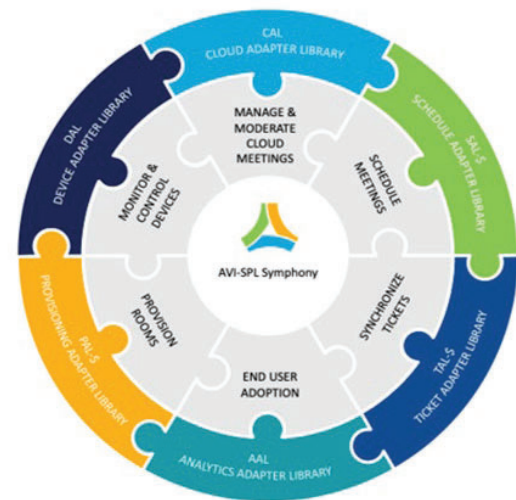 CAL
CLOUD ADAPTER LIBRARY
SAL-S
SCHEDULE ADAPTER LIBRARY
TAL-S
TICKET ADAPTER LIBRARY
AAL
ANALYTICS ADAPTER LIBRARY
PAL-S
PROVISIONING ADAPTER LIBRARY
DAL
DEVICE ADAPTER LIBRARY
MANAGE &
MODERATE
CLOUD
MEETINGS
SCHEDULE
MEETINGS
SYNCHRONIZE
TICKETS
END USER
ADOPTION
PROVISION
ROOMS
MONITOR &
CONTROL
DEVICES
AVI-SPL Symphony